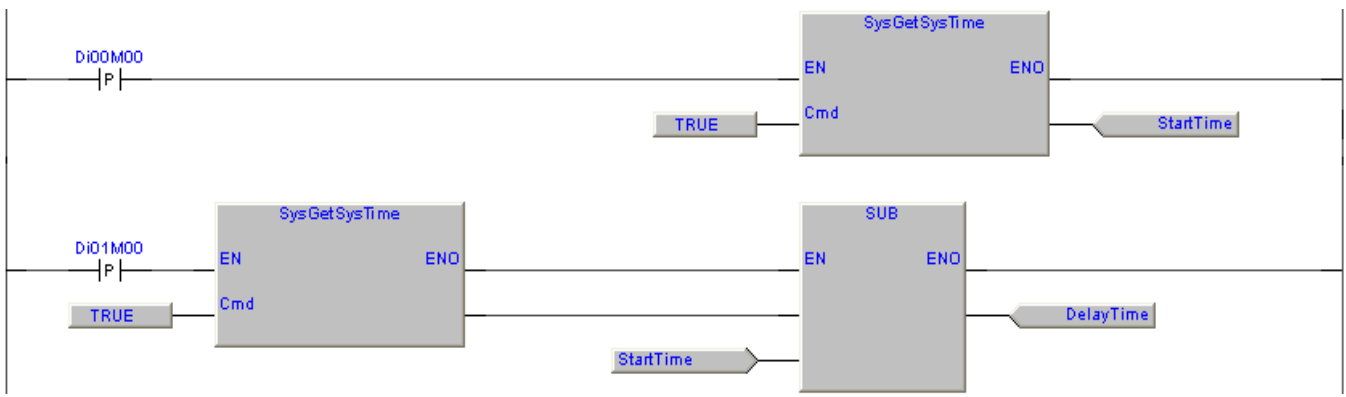 SysGetSysTime
Di00M00
P
EN ENO
TRUE
Cmd
StartTime
SysGetSysTime
SUB
Di01M00
P
EN ENO
EN ENO
TRUE
Cmd
DelayTime
StartTime